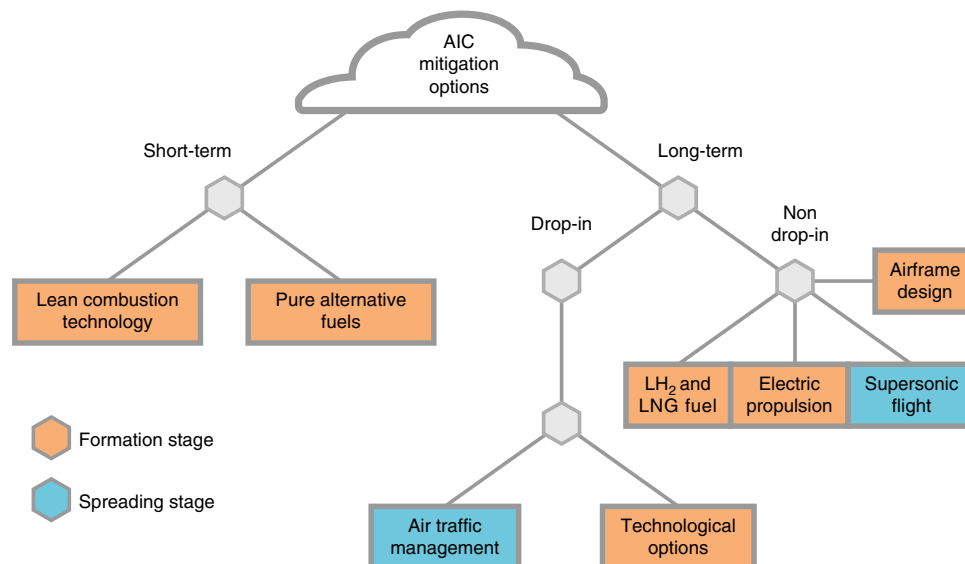 AIC
mitigation
options
Short-term
Long-term
Drop-in
Non
drop-in
Airframe
design
Lean combustion
technology
Pure alternative
fuels
LH₂ and
LNG fuel
Electric
propulsion
Supersonic
flight
Formation stage
Spreading stage
Air traffic
management
Technological
options